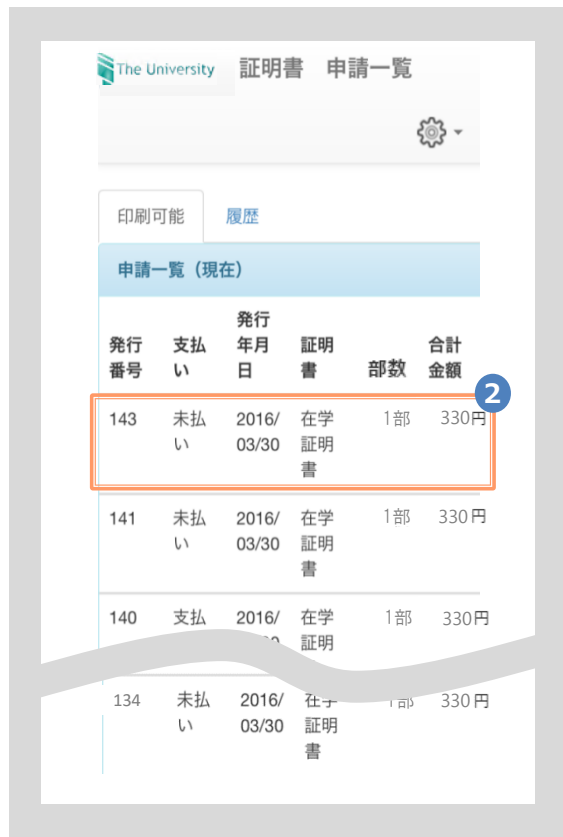 The University 証明書 申請一覧
印刷可能 履歴
申請一覧（現在）
発行番号 支払い 発行年月日 証明書 部数 合計金額
2
143 未払い 2016/03/30 在学証明書 1部 330円
141 未払い 2016/03/30 在学証明書 1部 330円
140 支払 2016/ 在学証明 1部 330円
134 未払い 2016/03/30 在学証明書 1部 330円